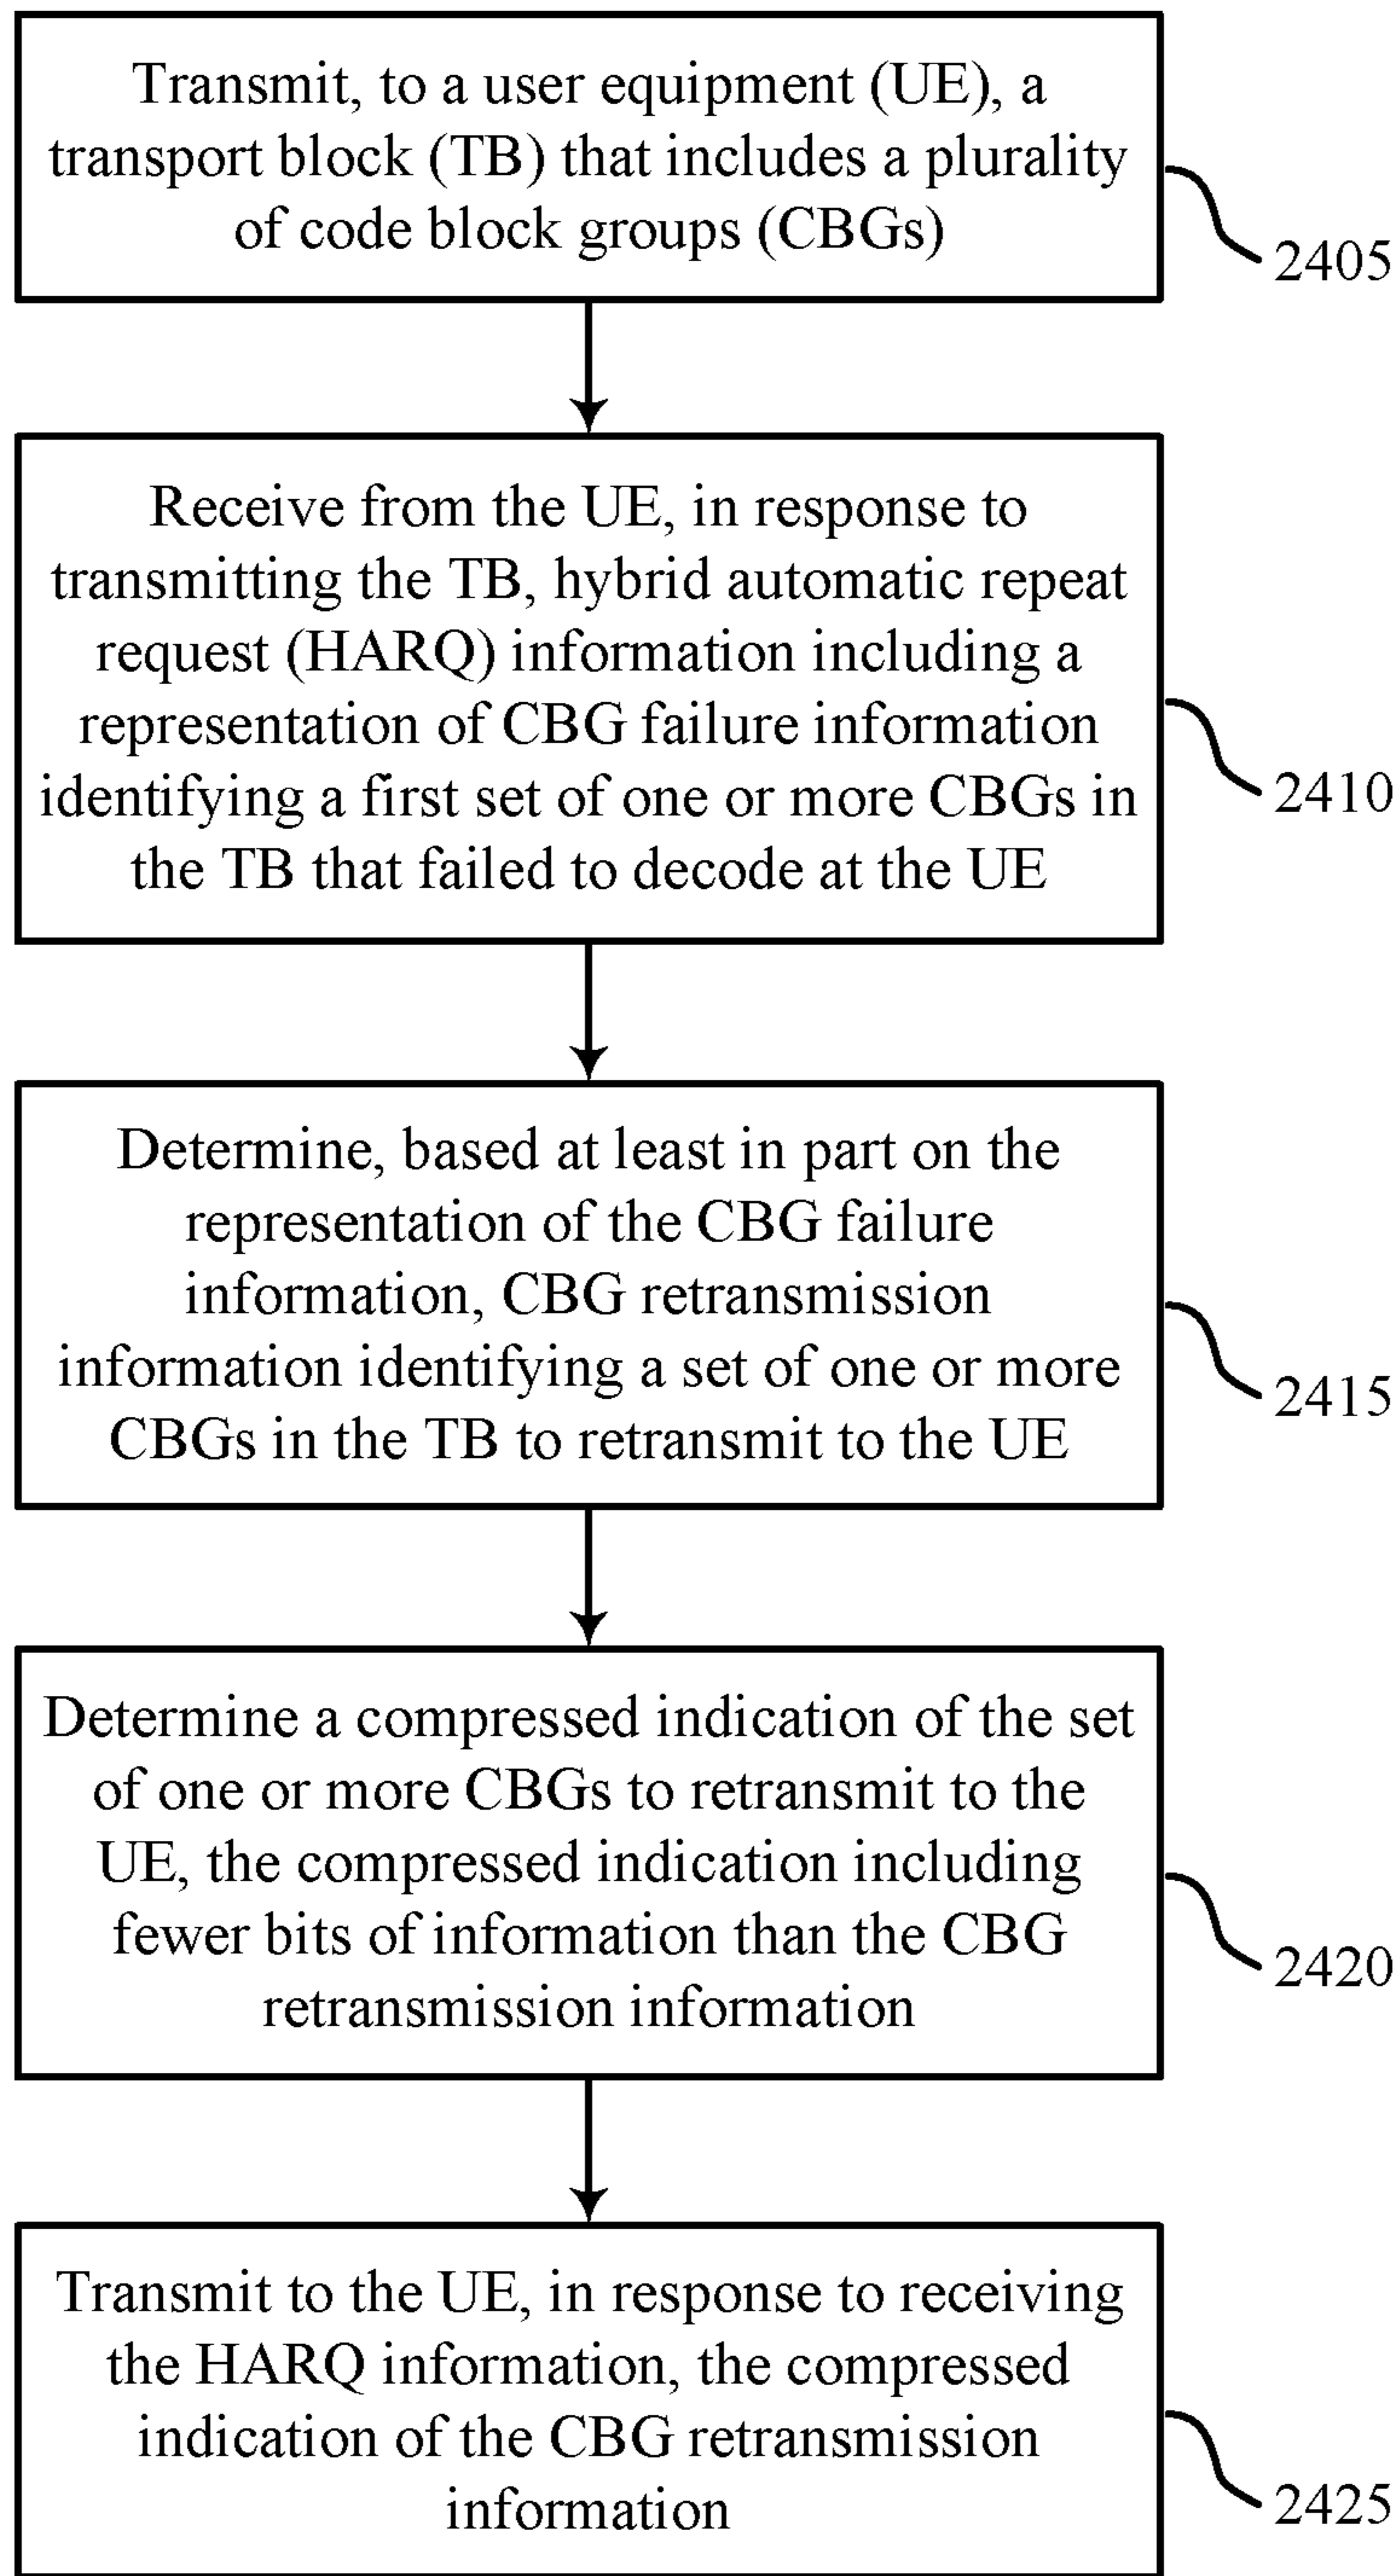 Transmit, to a user equipment (UE), a
transport block (TB) that includes a plurality
of code block groups (CBGs)
2405
Receive from the UE, in response to
transmitting the TB, hybrid automatic repeat
request (HARQ) information including a
representation of CBG failure information
identifying a first set of one or more CBGs in
the TB that failed to decode at the UE
2410
Determine, based at least in part on the
representation of the CBG failure
information, CBG retransmission
information identifying a set of one or more
CBGs in the TB to retransmit to the UE
2415
Determine a compressed indication of the set
of one or more CBGs to retransmit to the
UE, the compressed indication including
fewer bits of information than the CBG
retransmission information
2420
Transmit to the UE, in response to receiving
the HARQ information, the compressed
indication of the CBG retransmission
information
2425